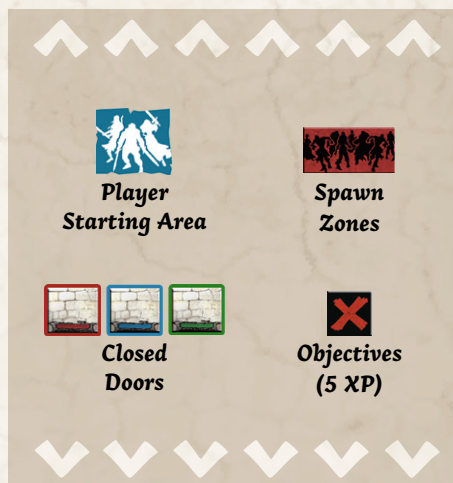 Player
Starting Area
Spawn
Zones
Closed
Doors
Objectives
(5 XP)